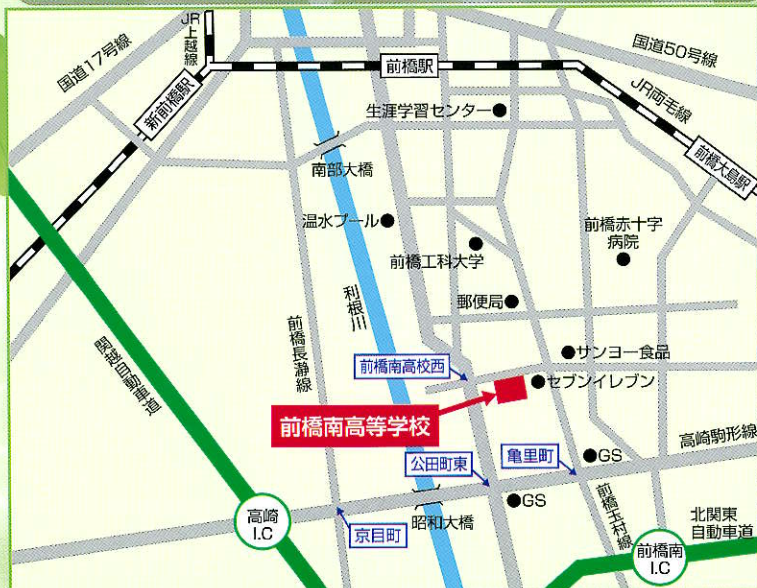 JR上越線
国道17号線
新前橋駅
前橋駅
国道50号線
JR両毛線
前橋大島駅
生涯学習センター
南部大橋
温水プール
前橋工科大学
前橋赤十字
病院
利根川
郵便局
前橋長瀞線
関越自動車道
前橋南高校西
サンヨー食品
セブンイレブン
前橋南高等学校
高崎駒形線
公田町東
亀里町
GS
GS
高崎
I.C
京目町
昭和大橋
前橋玉村線
北関東
自動車道
前橋南
I.C